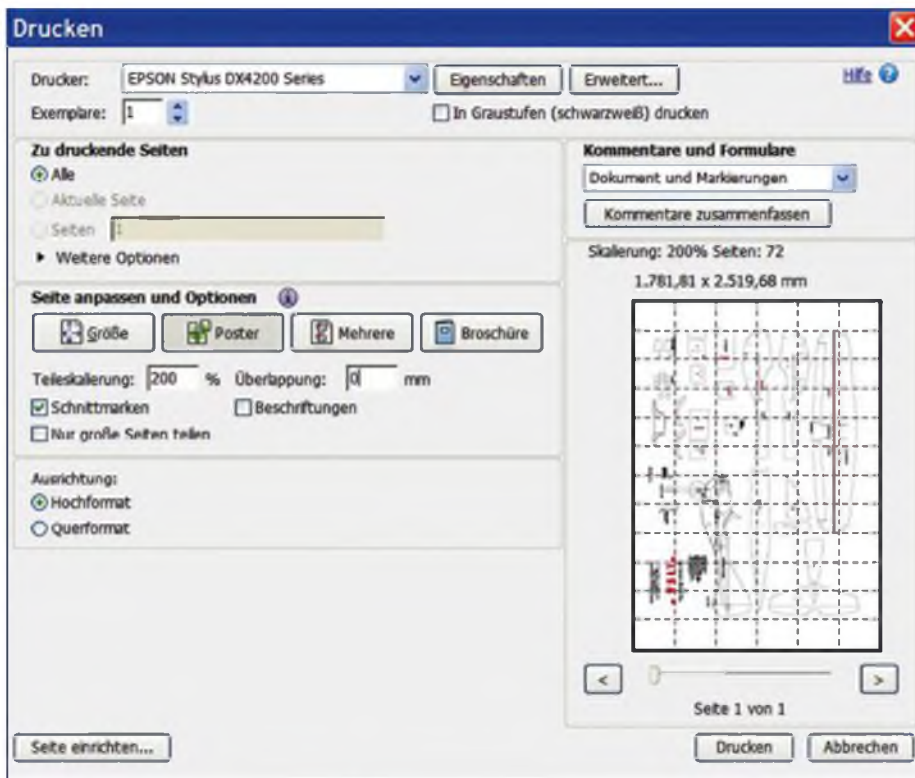 Drucken
Drucker: EPSON Stylus DX4200 Series Eigenschaften Erweitert... Hilfe ?
Exemplare: 1 In Graustufen (schwarzweiß) drucken
Zu druckende Seiten
Alle
Aktuelle Seite
Seiten 1
Weitere Optionen
Kommentare und Formulare
Dokument und Markierungen
Kommentare zusammenfassen
Seite anpassen und Optionen i
Größe Poster Mehrere Broschüre
Teileskalierung: 200 % Überlappung: 0 mm
Schnittmarken Beschriftungen
Nur große Seiten teilen
Ausrichtung:
Hochformat
Querformat
Skalierung: 200% Seiten: 72
1.781,81 x 2.519,68 mm
< >
Seite 1 von 1
Seite einrichten... Drucken Abbrechen